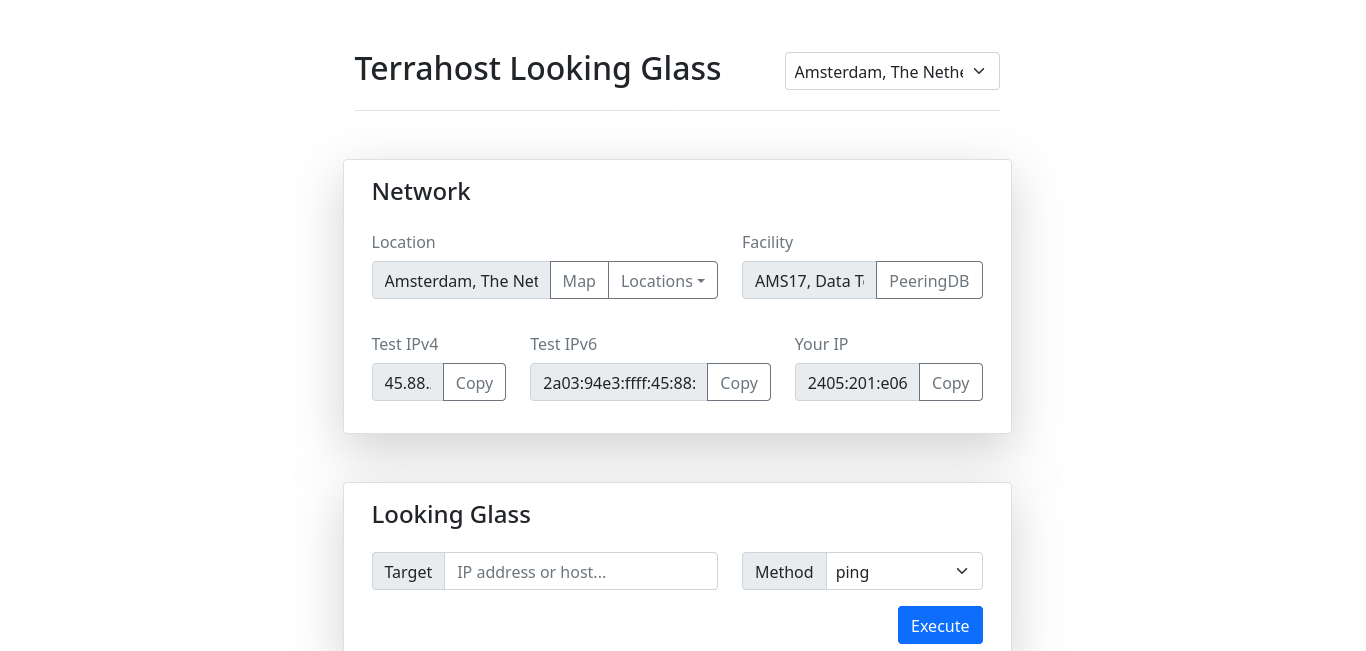 Terrahost Looking Glass
Amsterdam, The Nethe
Network
Location
Facility
Amsterdam, The Net
Map
Locations
AMS17, Data T
PeeringDB
Test IPv4
Test IPv6
Your IP
45.88.
Copy
2a03:94e3:ffff:45:88:
Copy
2405:201:e06
Copy
Looking Glass
Target
IP address or host...
Method
ping
Execute